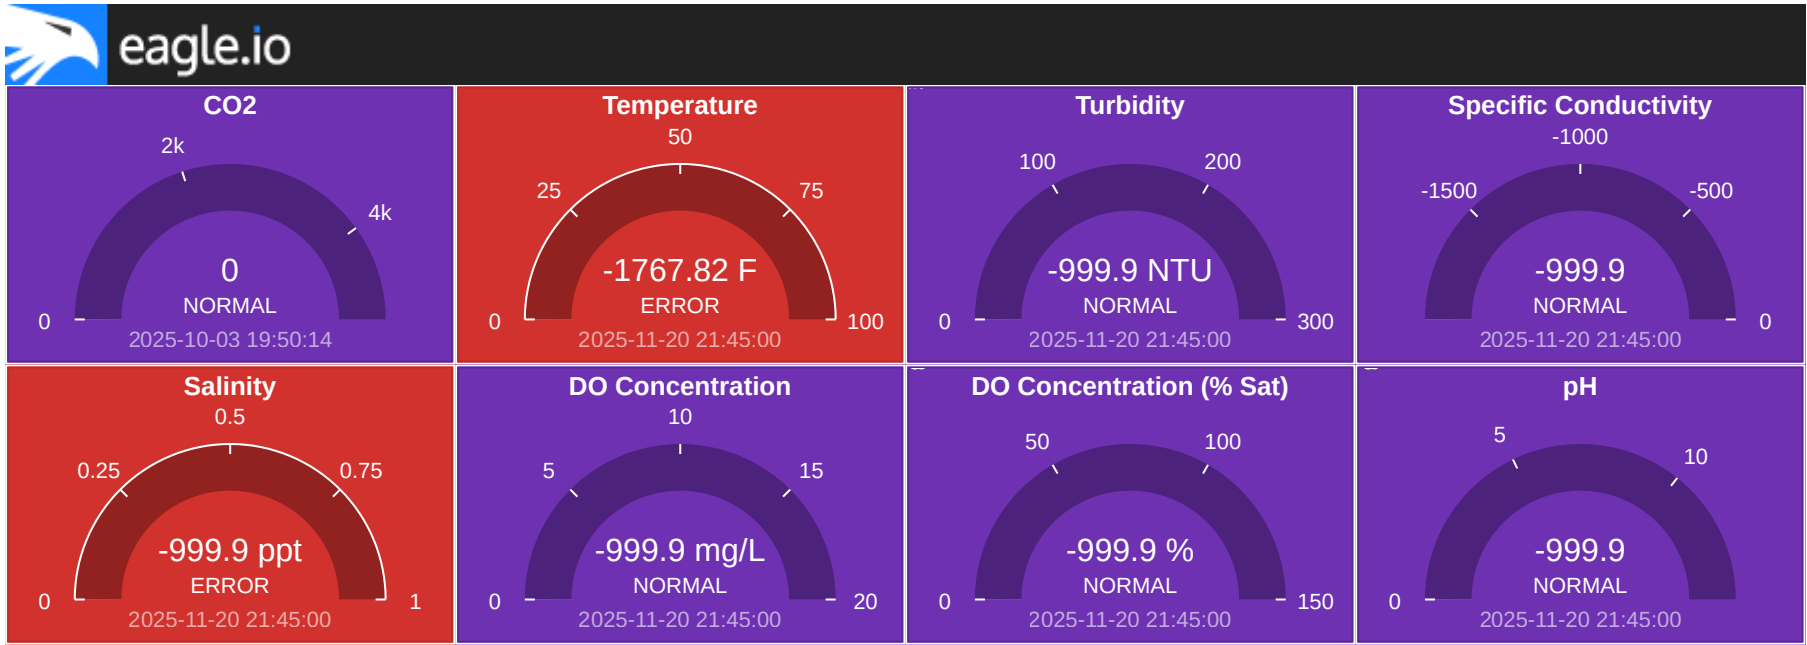 eagle.io
CO2
2k
4k
0
0
NORMAL
2025-10-03 19:50:14
Temperature
50
25
75
-1767.82 F
ERROR
0
100
2025-11-20 21:45:00
Turbidity
100
200
-999.9 NTU
NORMAL
0
300
2025-11-20 21:45:00
Specific Conductivity
-1000
-1500
-500
-999.9
NORMAL
0
2025-11-20 21:45:00
Salinity
0.5
0.25
0.75
-999.9 ppt
ERROR
0
1
2025-11-20 21:45:00
DO Concentration
10
5
15
-999.9 mg/L
NORMAL
0
20
2025-11-20 21:45:00
DO Concentration (% Sat)
50
100
-999.9 %
NORMAL
0
150
2025-11-20 21:45:00
pH
5
10
-999.9
NORMAL
0
2025-11-20 21:45:00